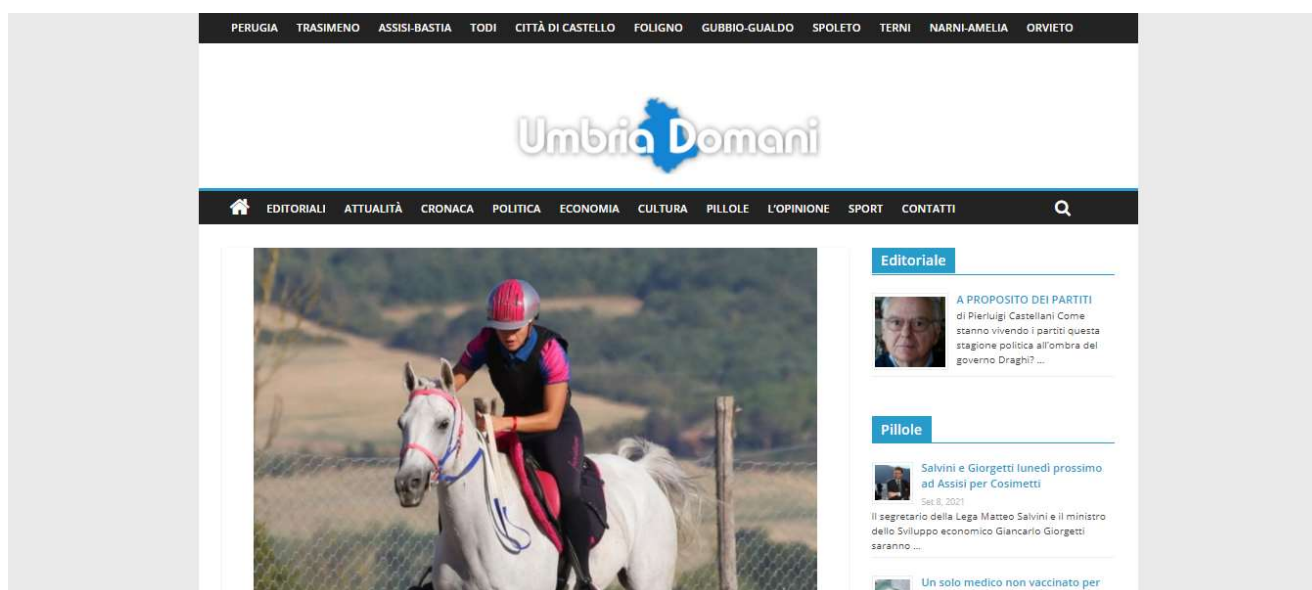 PERUGIA TRASIMENO ASSISI-BASTIA TODI CITTÀ DI CASTELLO FOLIGNO GUBBIO-GUALDO SPOLETO TERNI NARNI-AMELIA ORVIETO
Umbria Domani
EDITORIALI ATTUALITÀ CRONACA POLITICA ECONOMIA CULTURA PILLOLE L'OPINIONE SPORT CONTATTI
Editoriale
A PROPOSITO DEI PARTITI
di Pierluigi Castellani Come
stanno vivendo i partiti questa
stagione politica all'ombra del
governo Draghi? ...
Pillole
Salvini e Giorgetti lunedì prossimo
ad Assisi per Cosimetti
Set 8, 2021
Il segretario della Lega Matteo Salvini e il ministro
dello Sviluppo economico Giancarlo Giorgetti
saranno ...
Un solo medico non vaccinato per